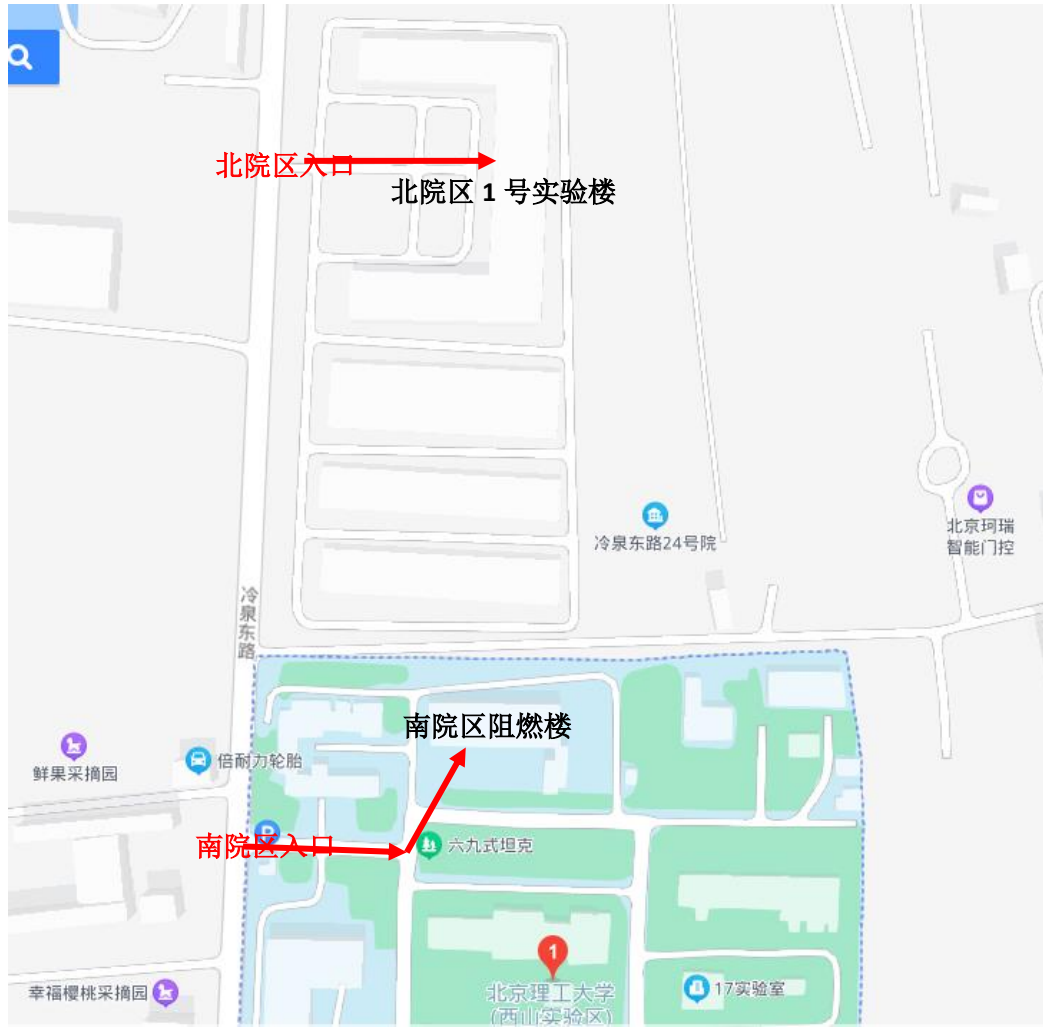 北院区入口
北院区 1 号实验楼
冷泉东路24号院
北京珂瑞
智能门控
冷泉东路
南院区阻燃楼
鲜果采摘园
倍耐力轮胎
P
南院区入口
六九式坦克
1
北京理工大学
(西山实验区)
17实验室
幸福樱桃采摘园